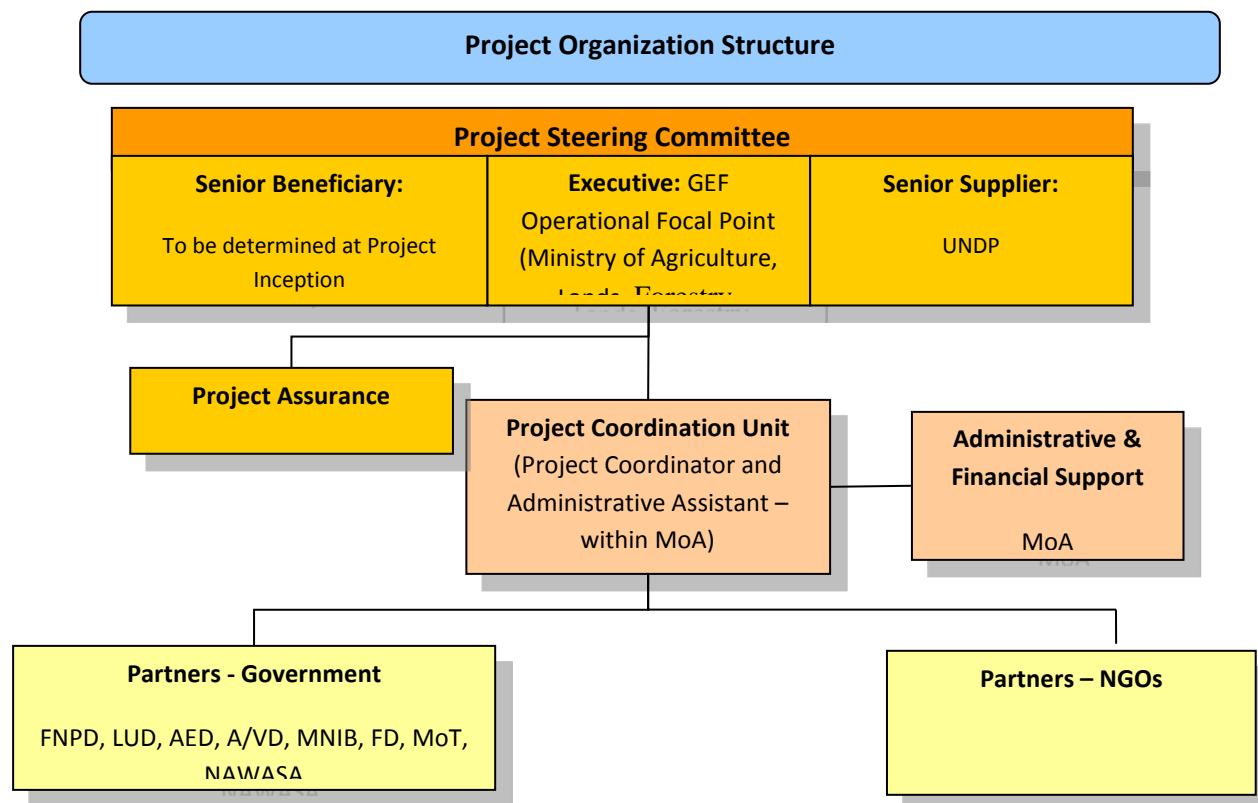 Project Organization Structure
Project Steering Committee
Senior Beneficiary:
To be determined at Project
Inception
Executive: GEF
Operational Focal Point
(Ministry of Agriculture,
Lands, Forestry
Senior Supplier:
UNDP
Project Assurance
Project Coordination Unit
(Project Coordinator and
Administrative Assistant –
within MoA)
Administrative &
Financial Support
MoA
Partners - Government
FNPD, LUD, AED, A/VD, MNIB, FD, MoT,
NAWASA
Partners – NGOs